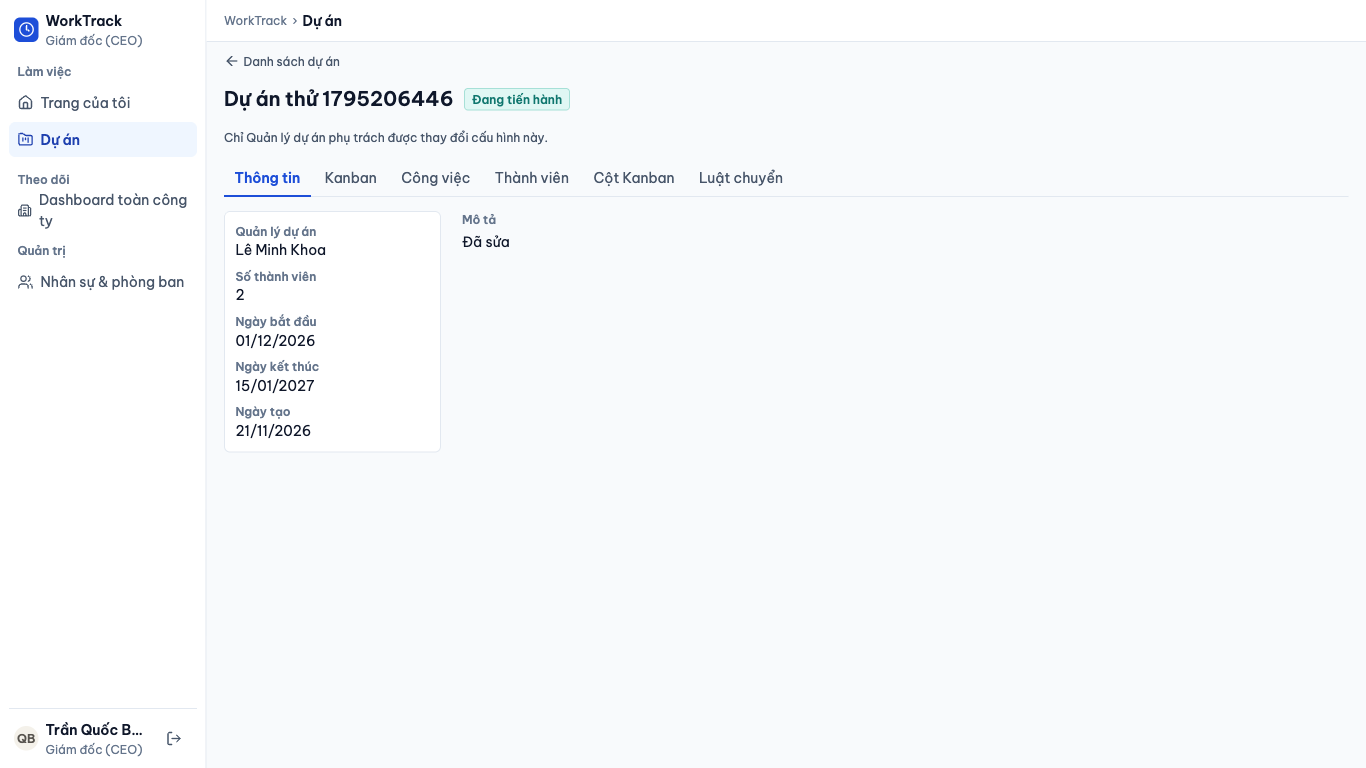 WorkTrack
Giám đốc (CEO)
Làm việc
Trang của tôi
Dự án
Theo dõi
Dashboard toàn công
ty
Quản trị
Nhân sự & phòng ban
QB
Trần Quốc B...
Giám đốc (CEO)
WorkTrack › Dự án
Danh sách dự án
Dự án thử 1795206446 Đang tiến hành
Chỉ Quản lý dự án phụ trách được thay đổi cấu hình này.
Thông tin Kanban Công việc Thành viên Cột Kanban Luật chuyển
Quản lý dự án
Lê Minh Khoa
Số thành viên
2
Ngày bắt đầu
01/12/2026
Ngày kết thúc
15/01/2027
Ngày tạo
21/11/2026
Mô tả
Đã sửa